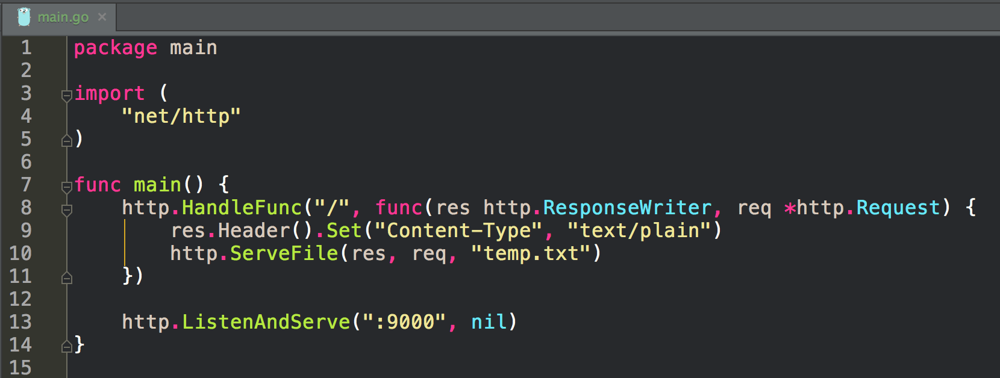 main.go ×
1 package main
2
3 import (
4     "net/http"
5 )
6
7 func main() {
8     http.HandleFunc("/", func(res http.ResponseWriter, req *http.Request) {
9         res.Header().Set("Content-Type", "text/plain")
10         http.ServeFile(res, req, "temp.txt")
11     })
12
13     http.ListenAndServe(":9000", nil)
14 }
15